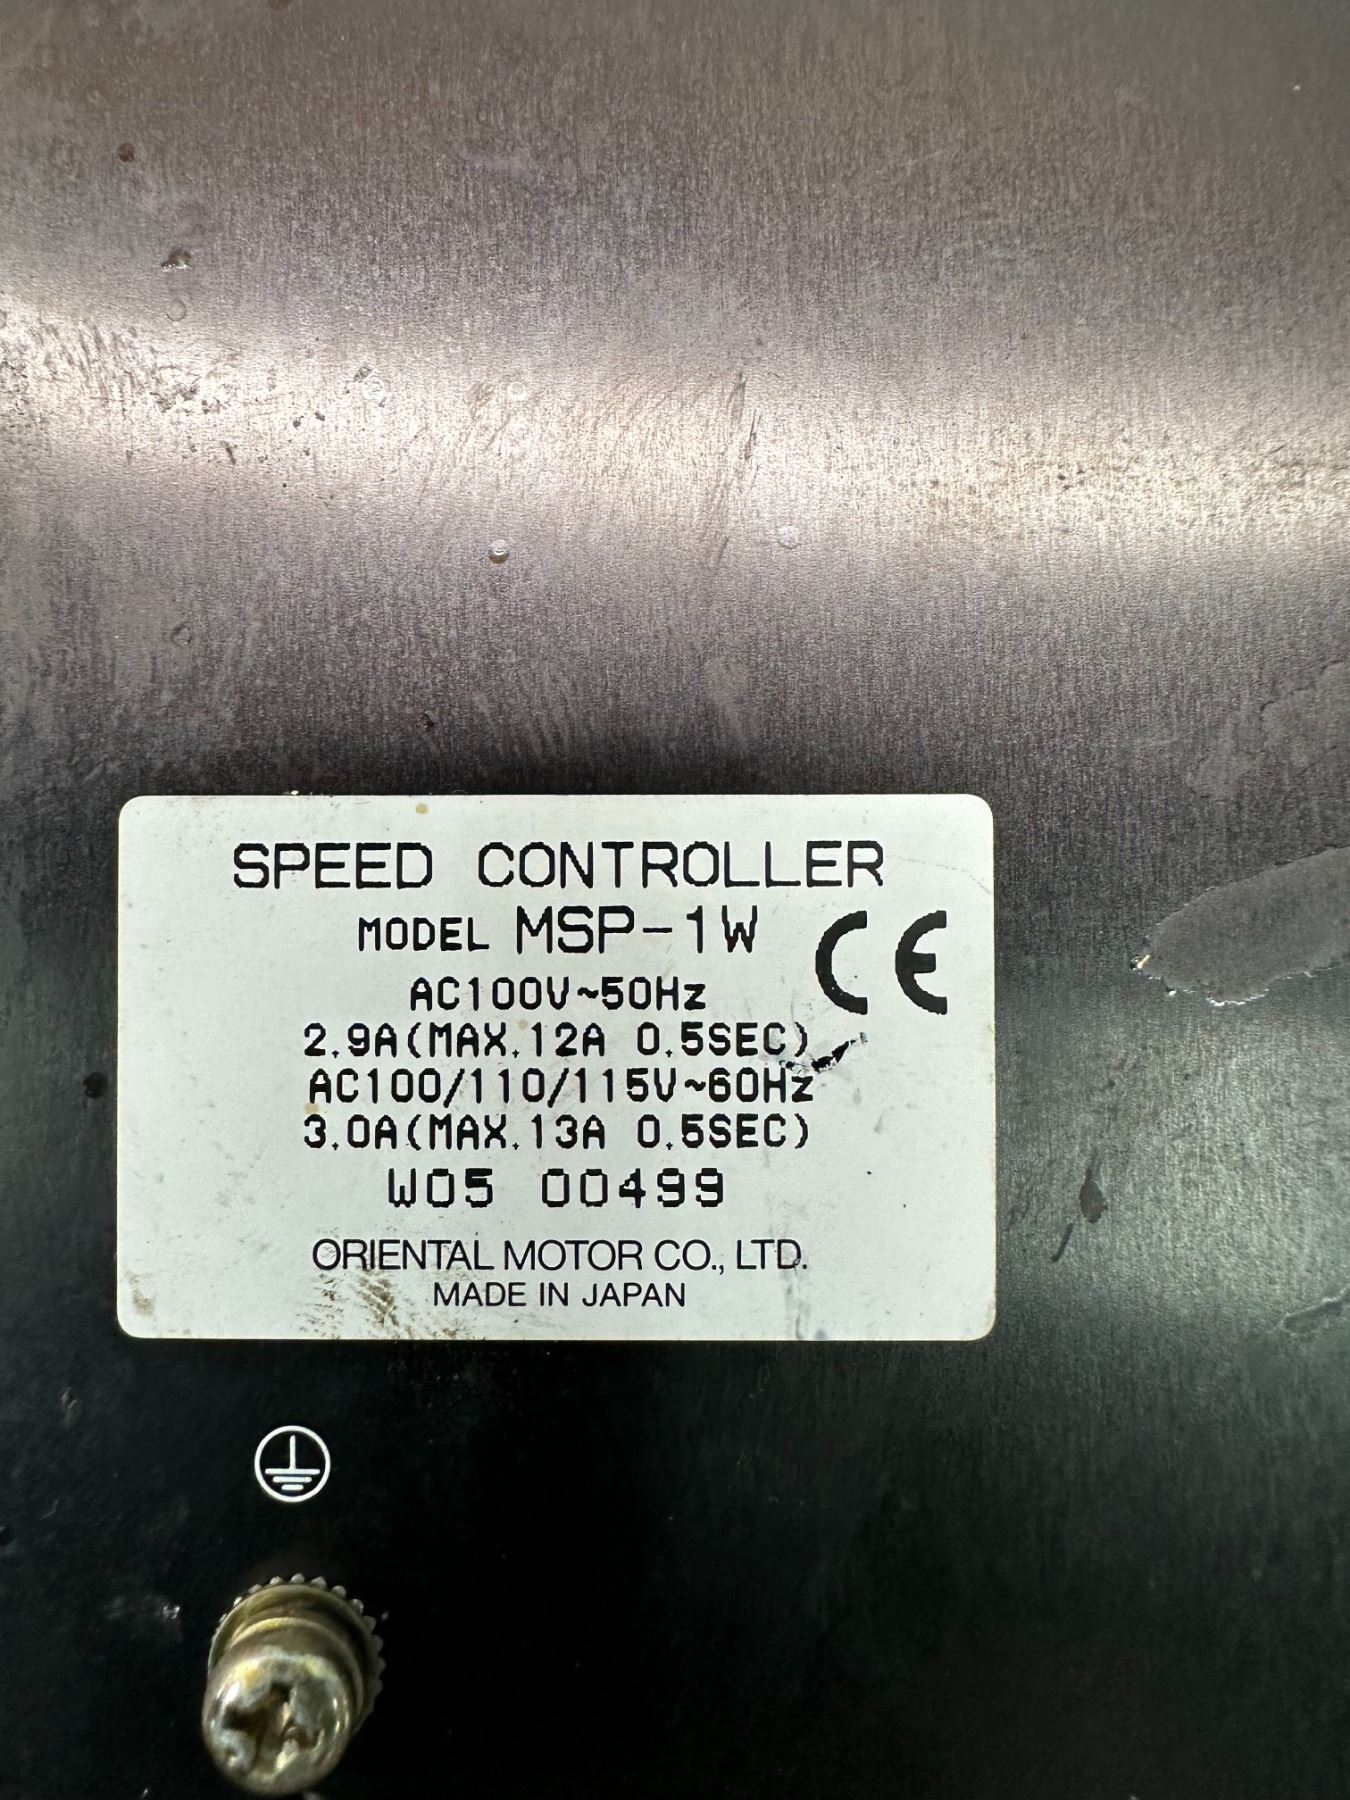 SPEED CONTROLLER
MODEL MSP-1W
CE
AC100V~50Hz
2.9A(MAX.12A 0.5SEC)
AC100/110/115V~60Hz
3.0A(MAX.13A 0.5SEC)
W05 00499
ORIENTAL MOTOR CO., LTD.
MADE IN JAPAN